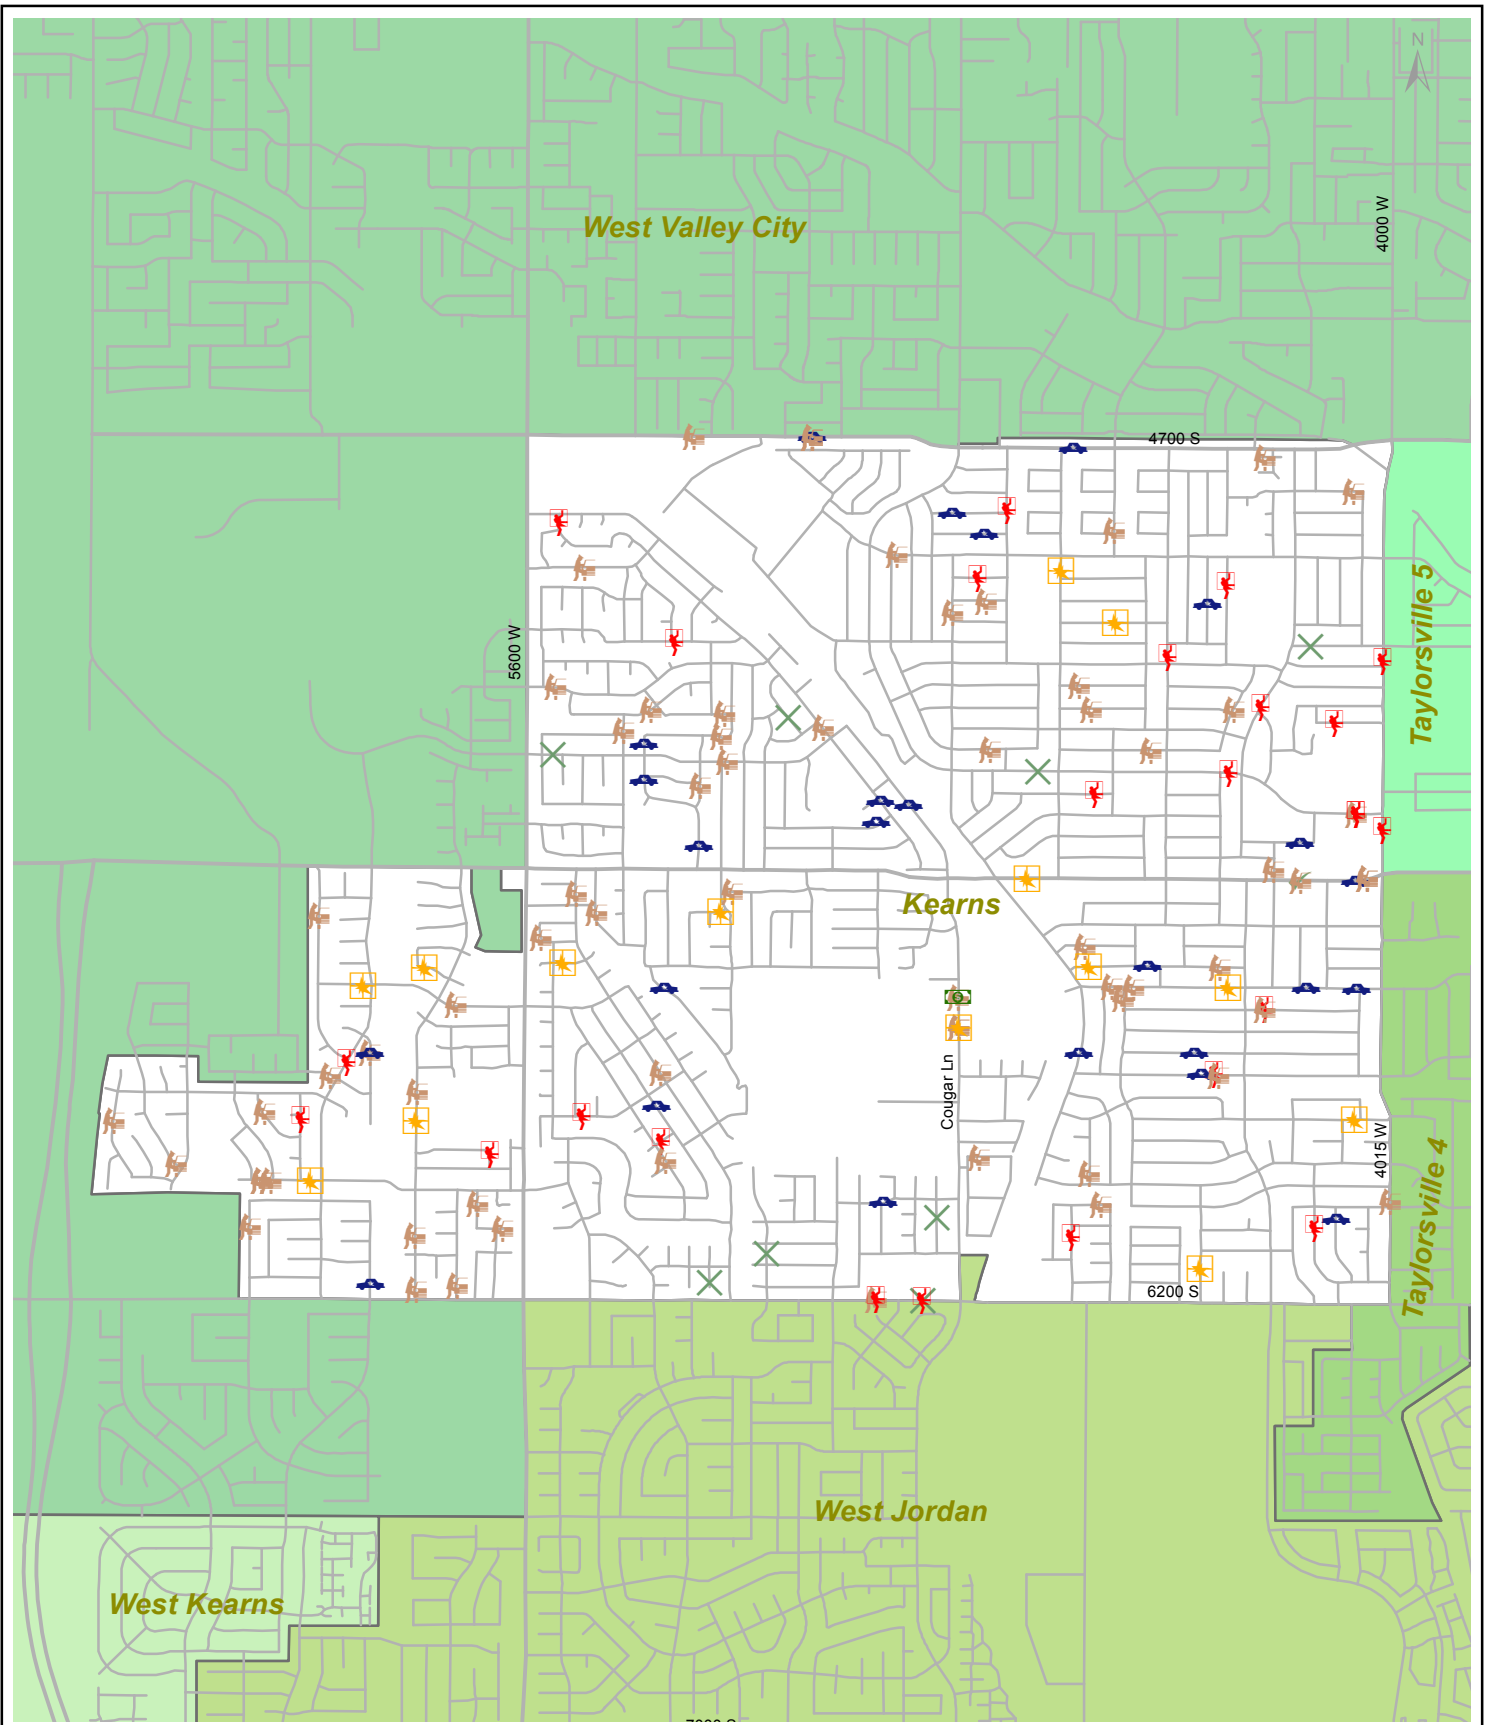 N
West Valley City
4000 W
4700 S
Taylorsville 5
5600 W
Kearns
Cougar Ln
4015 W
Taylorsville 4
6200 S
West Jordan
West Kearns